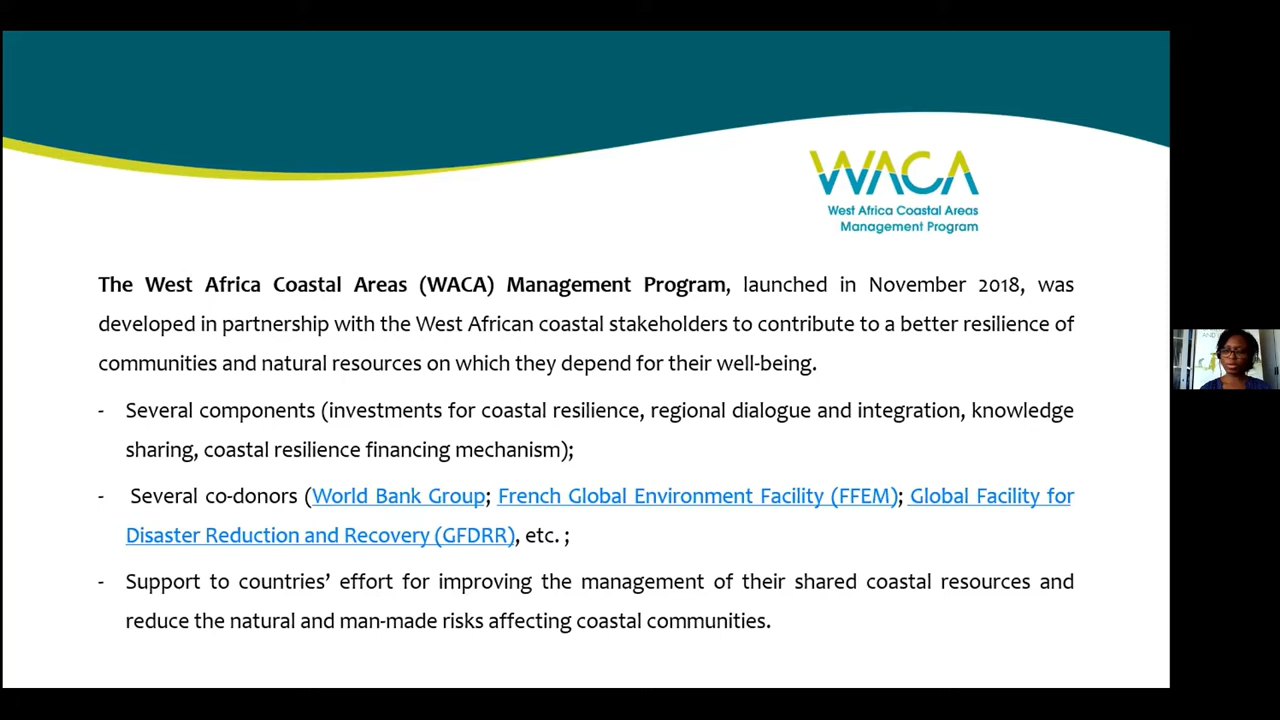 WACA
West Africa Coastal Areas
Management Program
The West Africa Coastal Areas (WACA) Management Program, launched in November 2018, was
developed in partnership with the West African coastal stakeholders to contribute to a better resilience of
communities and natural resources on which they depend for their well-being.
- Several components (investments for coastal resilience, regional dialogue and integration, knowledge
sharing, coastal resilience financing mechanism);
- Several co-donors (World Bank Group; French Global Environment Facility (FFEM); Global Facility for
Disaster Reduction and Recovery (GFDRR), etc. ;
- Support to countries’ effort for improving the management of their shared coastal resources and
reduce the natural and man-made risks affecting coastal communities.